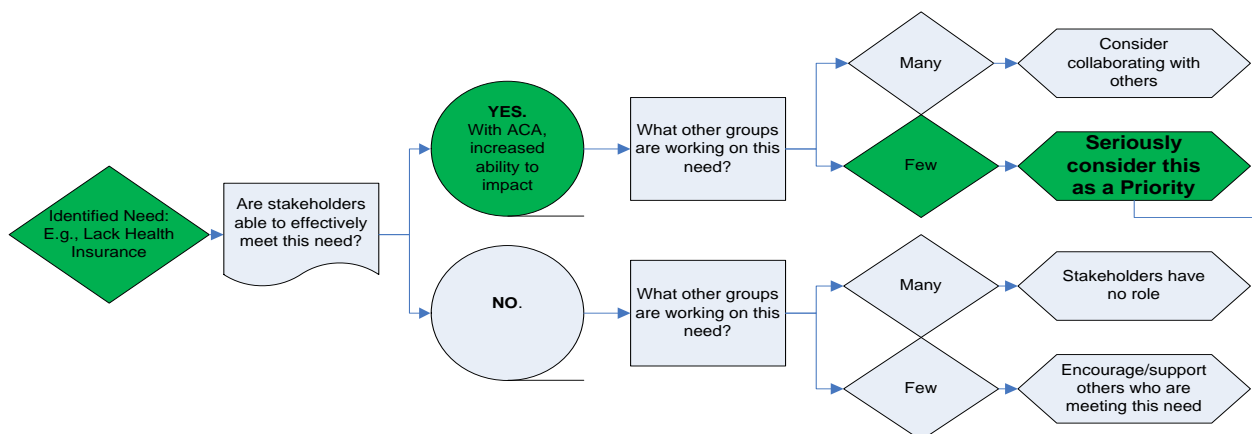 Identified Need:
E.g., Lack Health
Insurance
Are stakeholders
able to effectively
meet this need?
YES.
With ACA,
increased
ability to
impact
What other groups
are working on this
need?
Many
Consider
collaborating with
others
Few
Seriously
consider this
as a Priority
NO.
What other groups
are working on this
need?
Many
Stakeholders have
no role
Few
Encourage/support
others who are
meeting this need